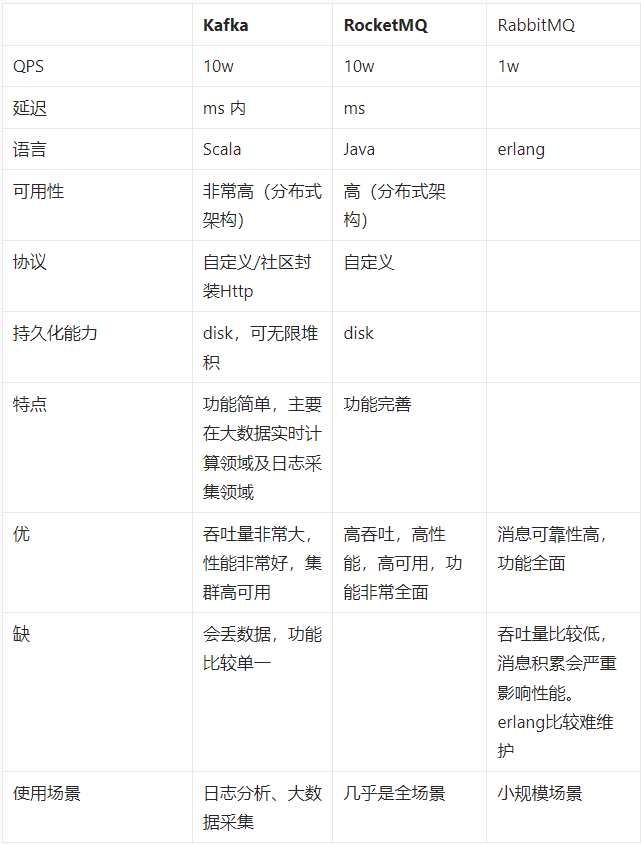 Kafka RocketMQ RabbitMQ
QPS 10w 10w 1w
延迟 ms 内 ms
语言 Scala Java erlang
可用性 非常高（分布式 高（分布式架
架构） 构）
协议 自定义/社区封 自定义
装Http
持久化能力 disk，可无限堆 disk
积
特点 功能简单，主要 功能完善
在大数据实时计
算领域及日志采
集领域
优 吞吐量非常大， 高吞吐，高性 消息可靠性高，
性能非常好，集 能，高可用，功 功能全面
群高可用 能非常全面
缺 会丢数据，功能 吞吐量比较低，
比较单一 消息积累会严重
影响性能。
erlang比较难维
护
使用场景 日志分析、大数 几乎是全场景 小规模场景
据采集